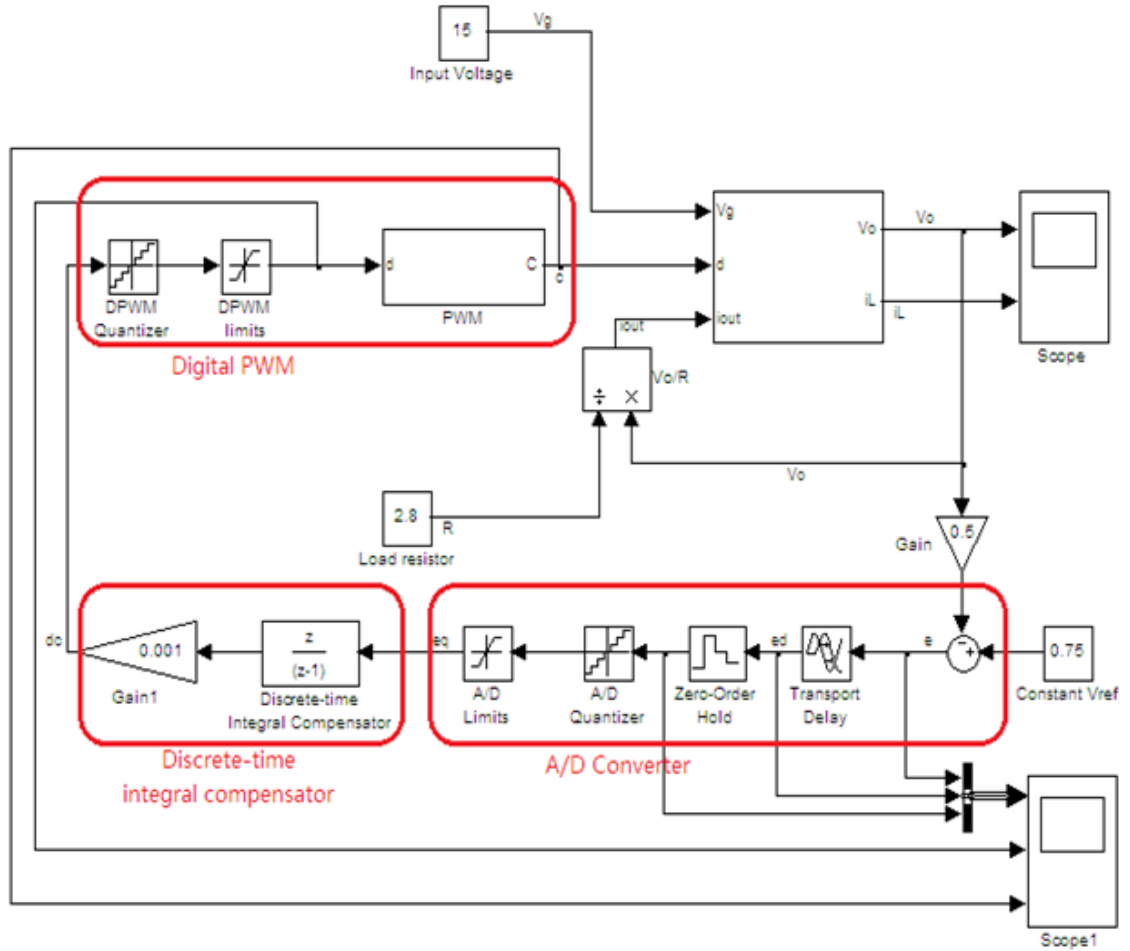 15
Vg
Input Voltage
Vg
d
iout
Vo
iL
Vo
iL
Scope
DPWM
Quantizer
DPWM
limits
d
C
c
PWM
Digital PWM
iout
÷ ×
Vo/R
Vo
2.8
R
Load resistor
Gain
0.5
dc
0.001
Gain1
z
(z-1)
Discrete-time
Integral Compensator
eq
A/D
Limits
A/D
Quantizer
Zero-Order
Hold
ed
Transport
Delay
e
- +
0.75
Constant Vref
Discrete-time
integral compensator
A/D Converter
Scope1